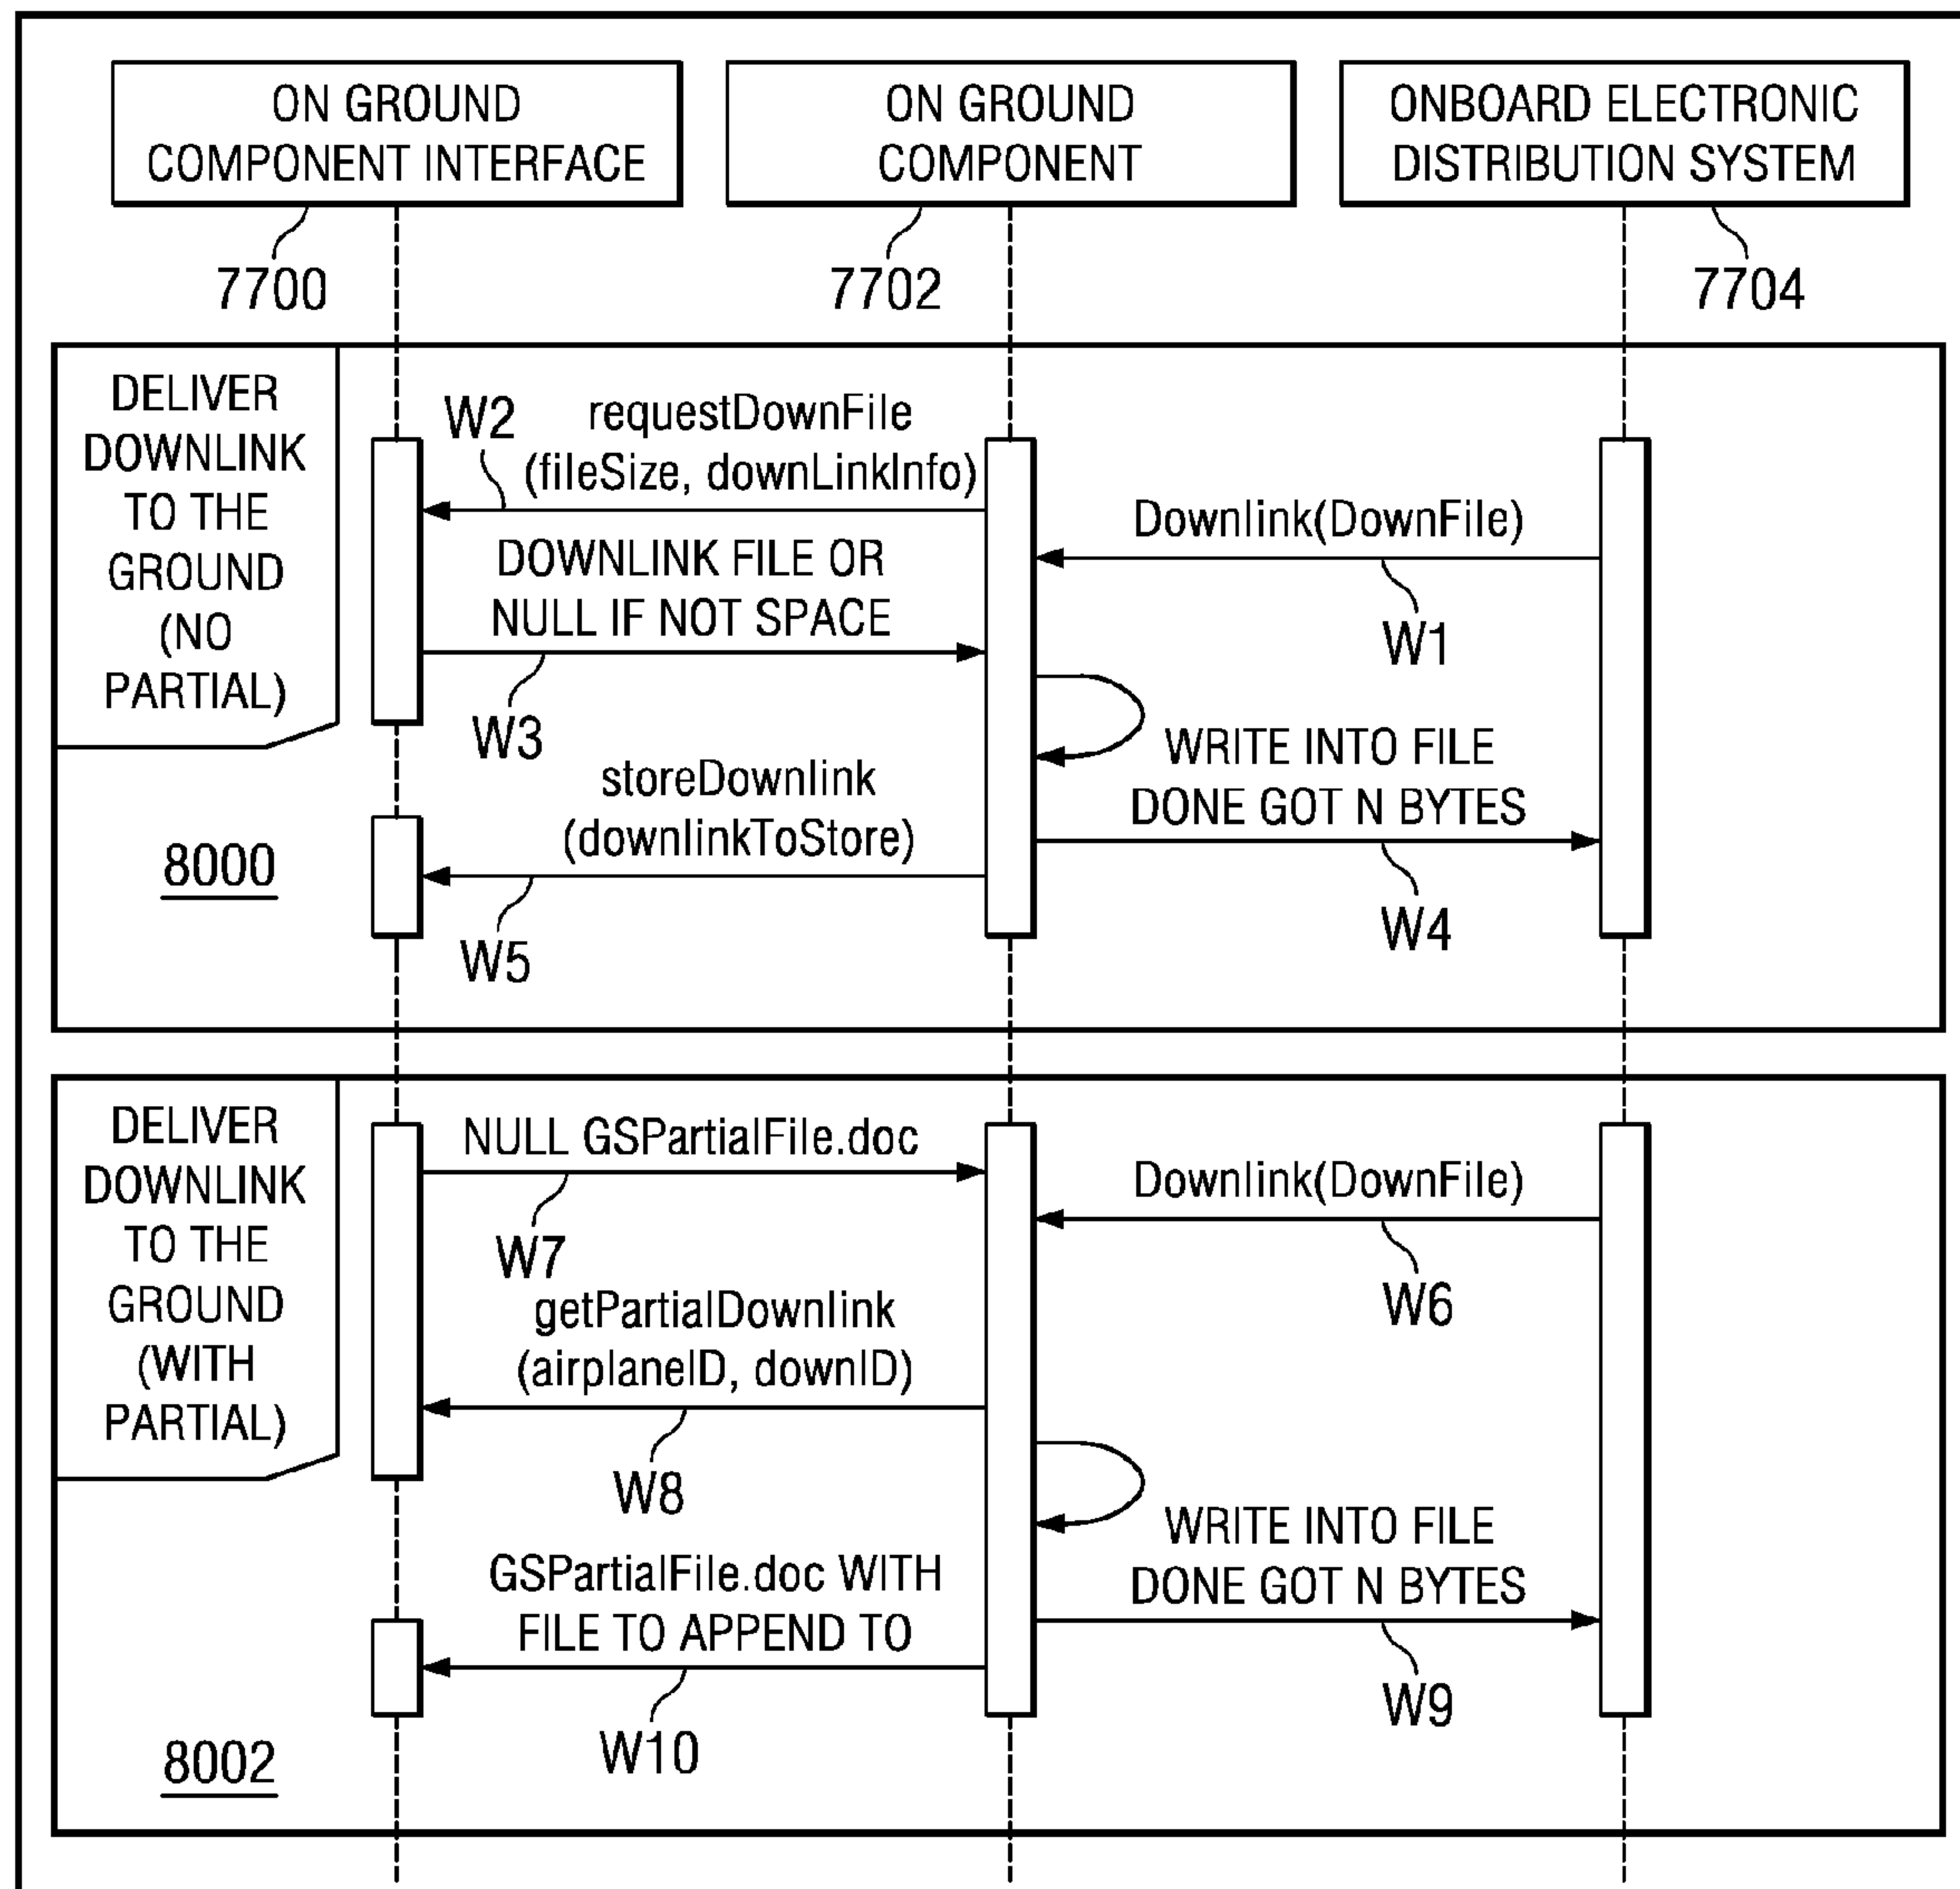 ON GROUND
COMPONENT INTERFACE
ON GROUND
COMPONENT
ONBOARD ELECTRONIC
DISTRIBUTION SYSTEM
7700
7702
7704
DELIVER
DOWNLINK
TO THE
GROUND
(NO
PARTIAL)
W2
requestDownFile
(fileSize, downLinkInfo)
Downlink(DownFile)
W1
DOWNLINK FILE OR
NULL IF NOT SPACE
W3
WRITE INTO FILE
DONE GOT N BYTES
W4
storeDownlink
(downlinkToStore)
W5
8000
DELIVER
DOWNLINK
TO THE
GROUND
(WITH
PARTIAL)
NULL GSPartialFile.doc
W7
Downlink(DownFile)
W6
getPartialDownlink
(airplaneID, downID)
W8
WRITE INTO FILE
DONE GOT N BYTES
W9
GSPartialFile.doc WITH
FILE TO APPEND TO
W10
8002